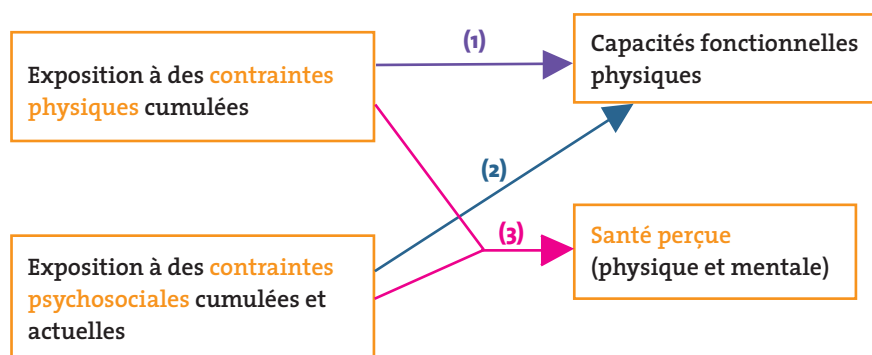 (1)
Capacités fonctionnelles
physiques
Exposition à des contraintes
physiques cumulées
(2)
(3)
Santé perçue
(physique et mentale)
Exposition à des contraintes
psychosociales cumulées et
actuelles